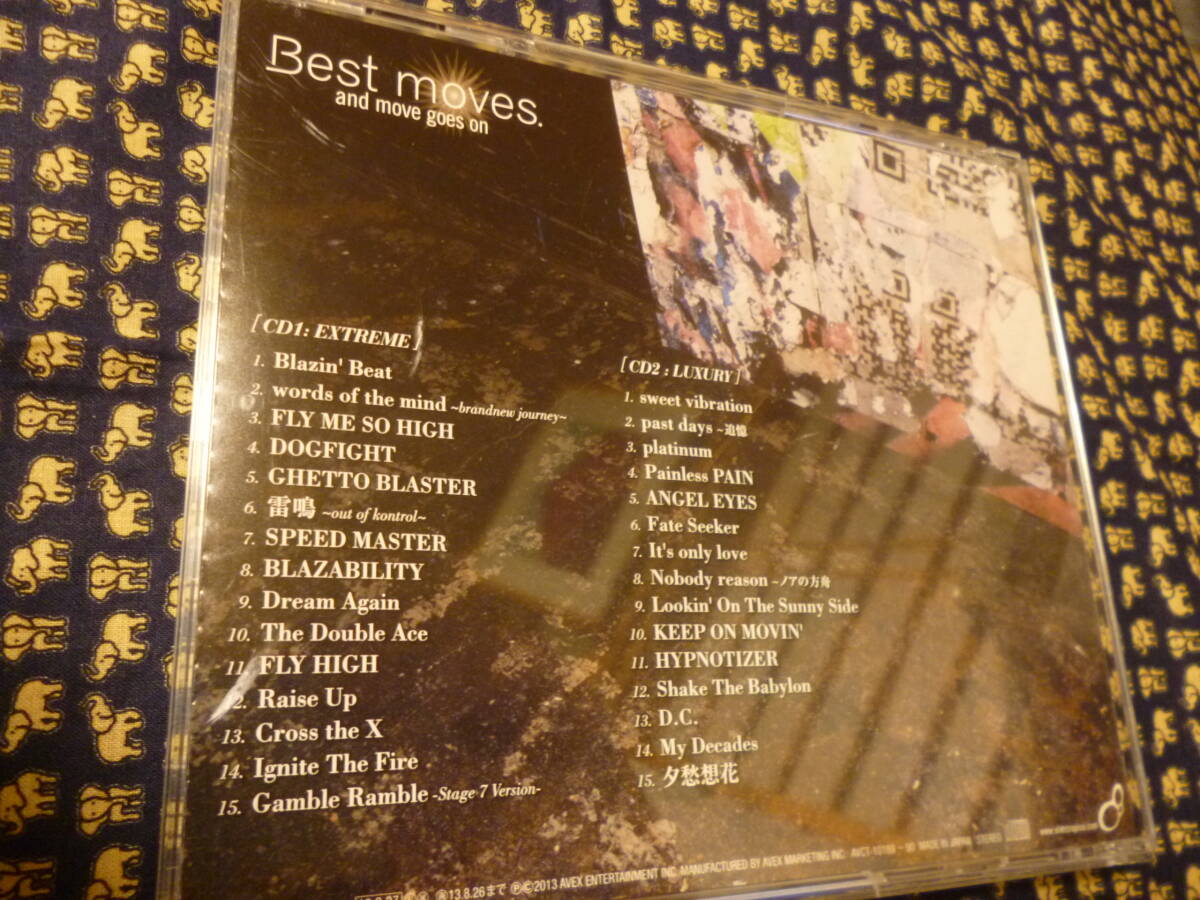 Best moves.
and move goes on
[ CD1 : EXTREME ]
1. Blazin' Beat
2. words of the mind ~brandnew journey~
3. FLY ME SO HIGH
4. DOGFIGHT
5. GHETTO BLASTER
6. 雷鳴 ~out of kontrol~
7. SPEED MASTER
8. BLAZABILITY
9. Dream Again
10. The Double Ace
11. FLY HIGH
2. Raise Up
13. Cross the X
14. Ignite The Fire
15. Gamble Ramble -Stage 7 Version-
[ CD2 : LUXURY ]
1. sweet vibration
2. past days ~追憶
3. platinum
4. Painless PAIN
5. ANGEL EYES
6. Fate Seeker
7. It's only love
8. Nobody reason ~ノアの方舟
9. Lookin' On The Sunny Side
10. KEEP ON MOVIN'
11. HYPNOTIZER
12. Shake The Babylon
13. D.C.
14. My Decades
15. 夕愁想花
13.8.26まで ℗©2013 AVEX ENTERTAINMENT INC. MANUFACTURED BY AVEX MARKETING INC. MADE IN JAPAN